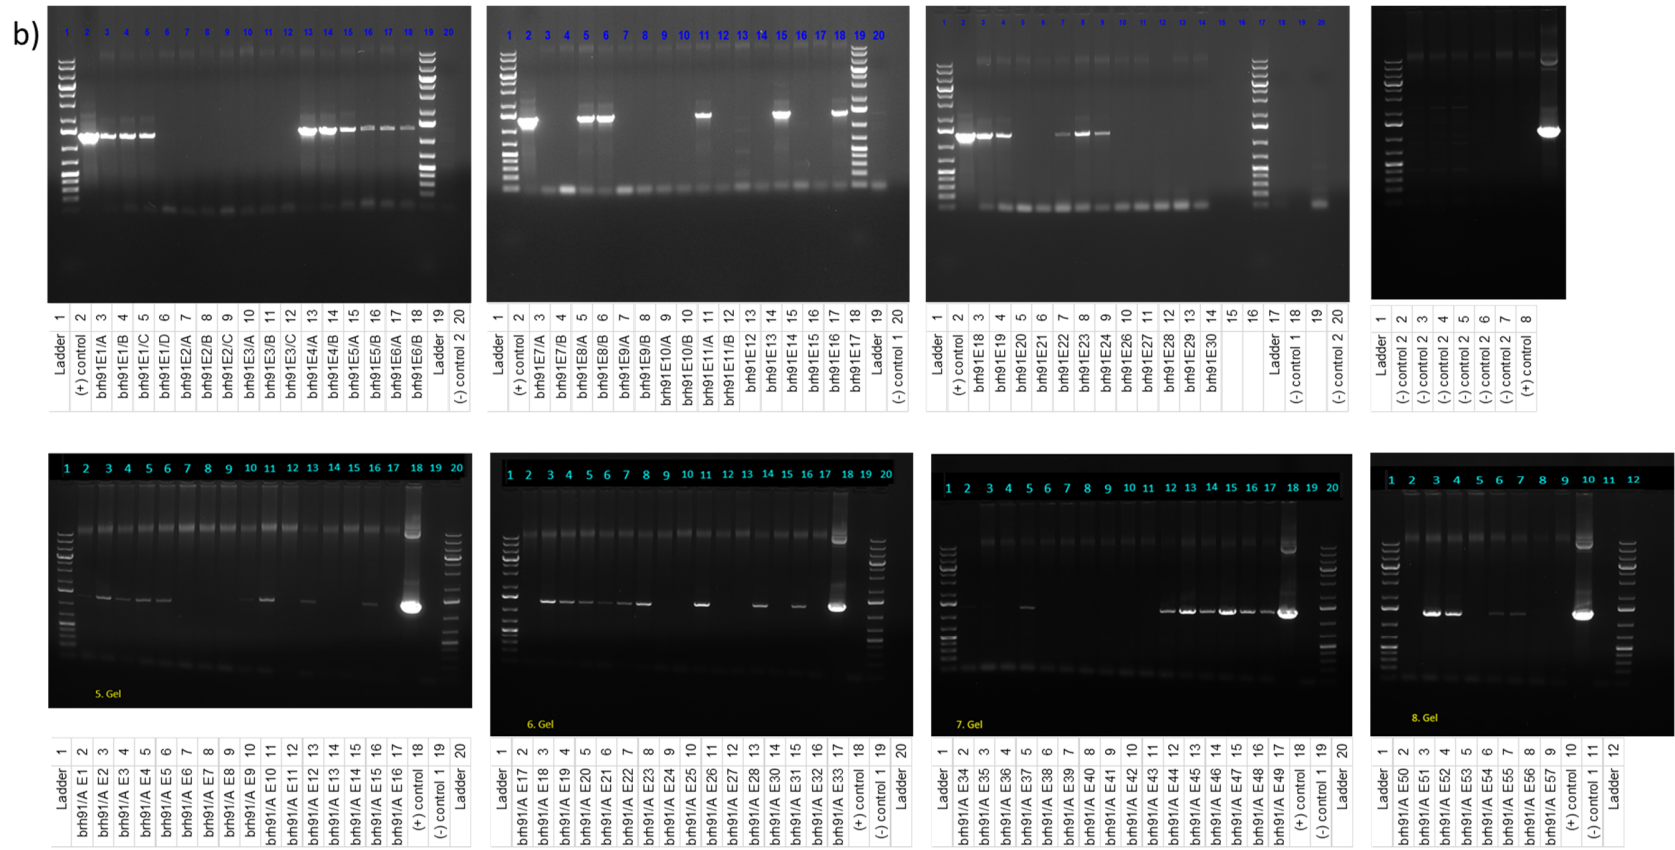 b)
1 2 3 4 5 6 7 8 9 10 11 12 13 14 15 16 17 18 19 20
1 2 3 4 5 6 7 8 9 10 11 12 13 14 15 16 17 18 19 20
1 2 3 4 5 6 7 8 9 10 11 12 13 14 15 16 17 18 19 20
1 Ladder
2 (+) control
3 brh91E1/A
4 brh91E1/B
5 brh91E1/C
6 brh91E1/D
7 brh91E2/A
8 brh91E2/B
9 brh91E2/C
10 brh91E3/A
11 brh91E3/B
12 brh91E3/C
13 brh91E4/A
14 brh91E4/B
15 brh91E5/A
16 brh91E5/B
17 brh91E6/A
18 brh91E6/B
19 Ladder
20 (-) control 2
1 Ladder
2 (+) control
3 brh91E7/A
4 brh91E7/B
5 brh91E8/A
6 brh91E8/B
7 brh91E9/A
8 brh91E9/B
9 brh91E10/A
10 brh91E10/B
11 brh91E11/A
12 brh91E11/B
13 brh91E12
14 brh91E13
15 brh91E14
16 brh91E15
17 brh91E16
18 brh91E17
19 Ladder
20 (-) control 1
1 Ladder
2 (+) control
3 brh91E18
4 brh91E19
5 brh91E20
6 brh91E21
7 brh91E22
8 brh91E23
9 brh91E24
10 brh91E26
11 brh91E27
12 brh91E28
13 brh91E29
14 brh91E30
15
16
17 Ladder
18 (-) control 1
19
20 (-) control 2
1 Ladder
2 (-) control 2
3 (-) control 2
4 (-) control 2
5 (-) control 2
6 (-) control 2
7 (-) control 2
8 (+) control
1 2 3 4 5 6 7 8 9 10 11 12 13 14 15 16 17 18 19 20
5. Gel
1 2 3 4 5 6 7 8 9 10 11 12 13 14 15 16 17 18 19 20
6. Gel
1 2 3 4 5 6 7 8 9 10 11 12 13 14 15 16 17 18 19 20
7. Gel
1 2 3 4 5 6 7 8 9 10 11 12
8. Gel
1 Ladder
2 brh91/A E1
3 brh91/A E2
4 brh91/A E3
5 brh91/A E4
6 brh91/A E5
7 brh91/A E6
8 brh91/A E7
9 brh91/A E8
10 brh91/A E9
11 brh91/A E10
12 brh91/A E11
13 brh91/A E12
14 brh91/A E13
15 brh91/A E14
16 brh91/A E15
17 brh91/A E16
18 (+) control
19 (-) control 1
20 Ladder
1 Ladder
2 brh91/A E17
3 brh91/A E18
4 brh91/A E19
5 brh91/A E20
6 brh91/A E21
7 brh91/A E22
8 brh91/A E23
9 brh91/A E24
10 brh91/A E25
11 brh91/A E26
12 brh91/A E27
13 brh91/A E28
14 brh91/A
15 brh91/A E31
16 brh91/A E32
17 brh91/A E33
18 (+) control
19 (-) control 1
20 Ladder
1 Ladder
2 brh91/A E34
3 brh91/A E35
4 brh91/A E36
5 brh91/A E37
6 brh91/A E38
7 brh91/A E39
8 brh91/A E40
9 brh91/A E41
10 brh91/A E42
11 brh91/A E43
12 brh91/A E44
13 brh91/A E45
14 brh91/A E46
15 brh91/A E47
16 brh91/A E48
17 brh91/A E49
18 (+) control
19 (-) control 1
20 Ladder
1 Ladder
2 brh91/A E50
3 brh91/A E51
4 brh91/A E52
5 brh91/A E53
6 brh91/A E54
7 brh91/A E55
8 brh91/A E56
9 brh91/A E57
10 (+) control
11 (-) control 1
12 Ladder